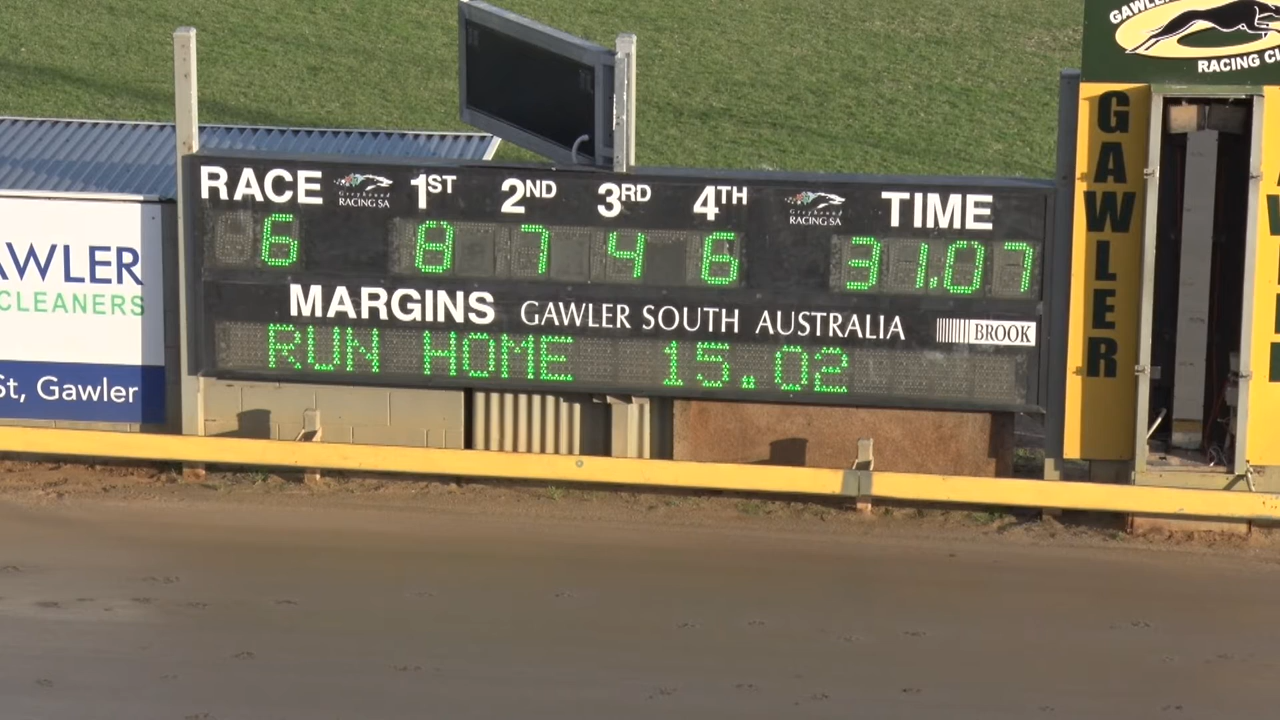 GAWLER
RACING
RACE 1ST 2ND 3RD 4TH TIME
Greyhound
RACING SA
Greyhound
RACING SA
6 8 7 4 6 31.07
MARGINS GAWLER SOUTH AUSTRALIA BROOK
RUN HOME 15.02
GAWLER
AWLER
CLEANERS
St, Gawler